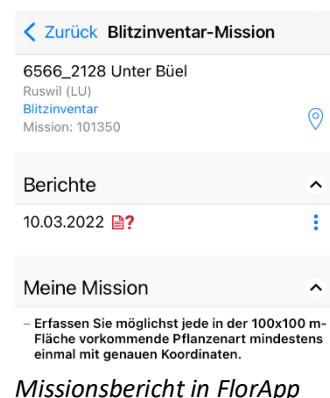 Zurück Blitzinventar-Mission
6566_2128 Unter Büel
Ruswil (LU)
Blitzinventar
Mission: 101350
Berichte
10.03.2022 ?
Meine Mission
– Erfassen Sie möglichst jede in der 100x100 m-
Fläche vorkommende Pflanzenart mindestens
einmal mit genauen Koordinaten.
Missionsbericht in FlorApp